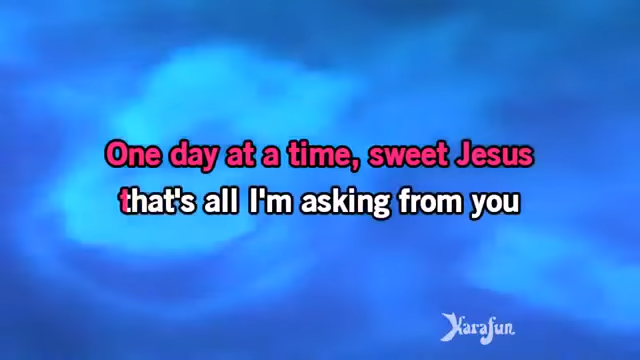 One day at a time, sweet Jesus
that's all I'm asking from you
Karafun